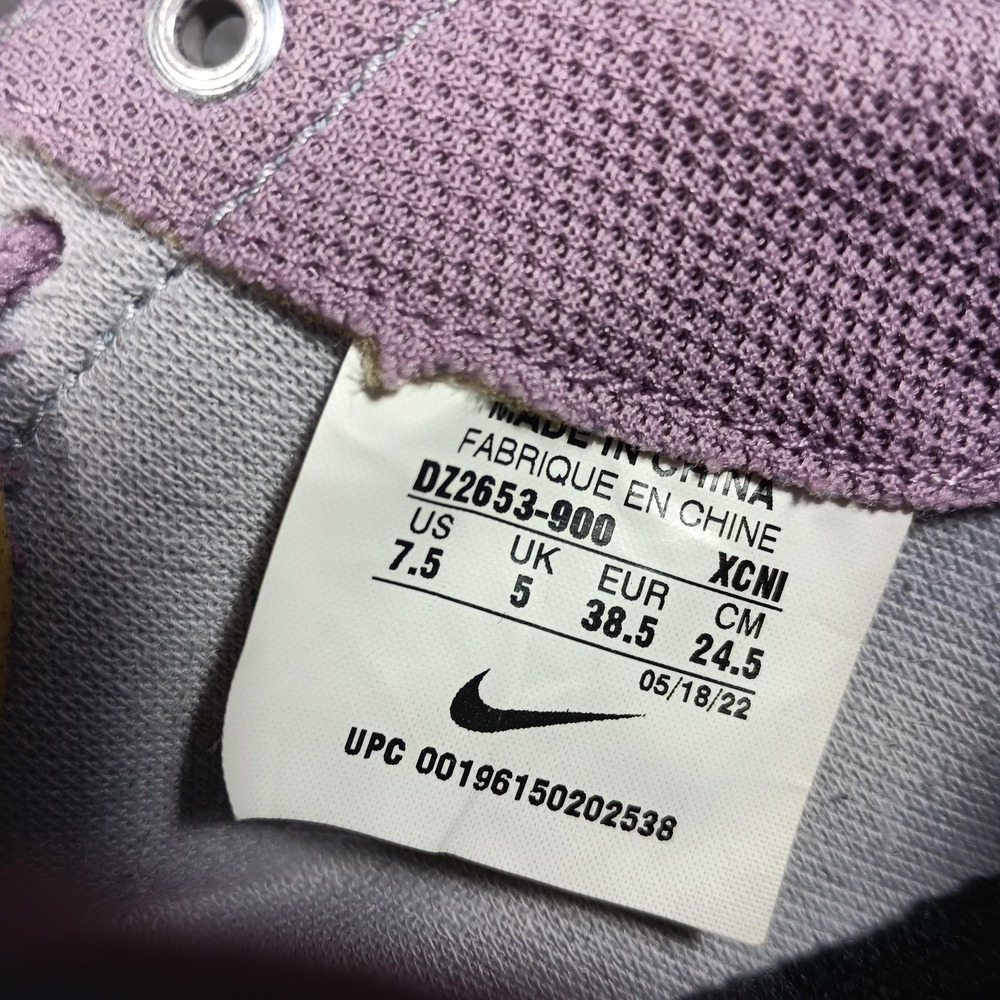 MADE IN CHINA
FABRIQUE EN CHINE
DZ2653-900 XCNI
US UK EUR CM
7.5 5 38.5 24.5
05/18/22
UPC 00196150202538